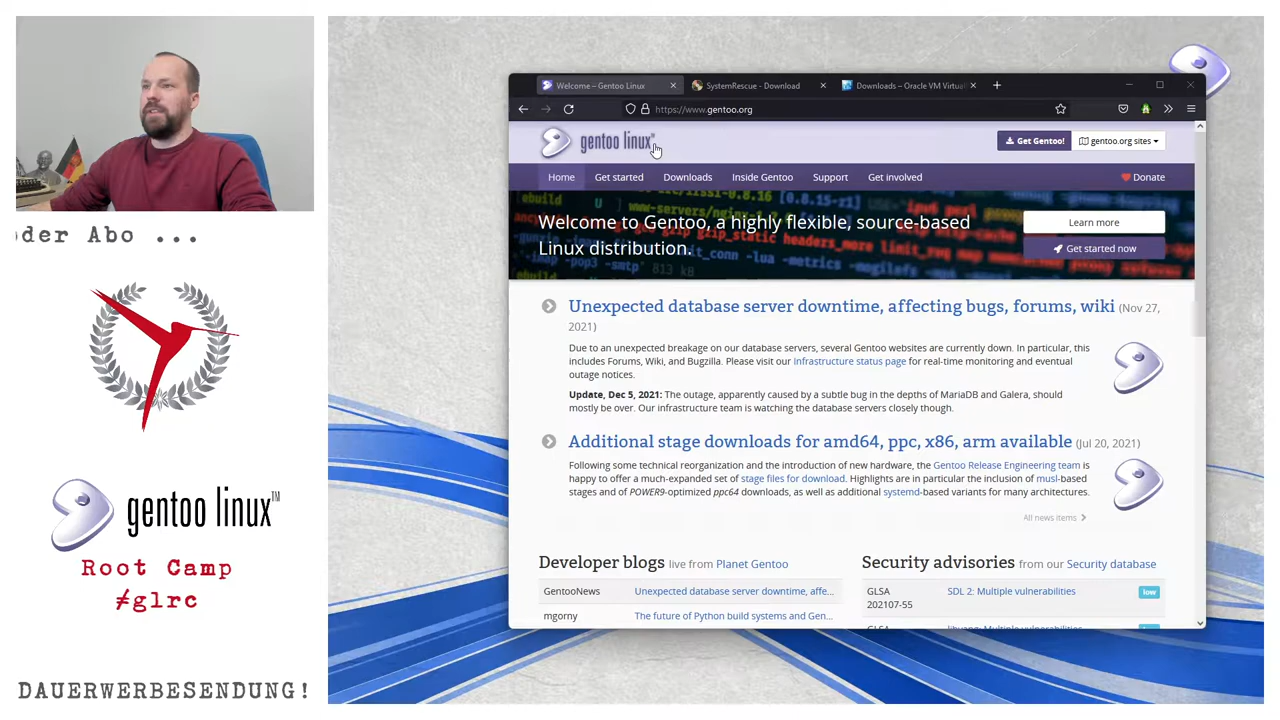 der Abo ...
gentoo linux™
Root Camp
≠glrc
DAUERWERBESENDUNG!
Welcome – Gentoo Linux
SystemRescue - Download
Downloads – Oracle VM Virtual
https://www.gentoo.org
gentoo linux™
Get Gentoo!
gentoo.org sites
Home
Get started
Downloads
Inside Gentoo
Support
Get involved
Donate
Welcome to Gentoo, a highly flexible, source-based
Linux distribution.
Learn more
Get started now
Unexpected database server downtime, affecting bugs, forums, wiki (Nov 27,
2021)
Due to an unexpected breakage on our database servers, several Gentoo websites are currently down. In particular, this
includes Forums, Wiki, and Bugzilla. Please visit our Infrastructure status page for real-time monitoring and eventual
outage notices.
Update, Dec 5, 2021: The outage, apparently caused by a subtle bug in the depths of MariaDB and Galera, should
mostly be over. Our infrastructure team is watching the database servers closely though.
Additional stage downloads for amd64, ppc, x86, arm available (Jul 20, 2021)
Following some technical reorganization and the introduction of new hardware, the Gentoo Release Engineering team is
happy to offer a much-expanded set of stage files for download. Highlights are in particular the inclusion of musl-based
stages and of POWER9-optimized ppc64 downloads, as well as additional systemd-based variants for many architectures.
All news items
Developer blogs live from Planet Gentoo
GentooNews Unexpected database server downtime, affe...
mgorny The future of Python build systems and Gen...
Security advisories from our Security database
GLSA
202107-55
SDL 2: Multiple vulnerabilities
low
GLSA